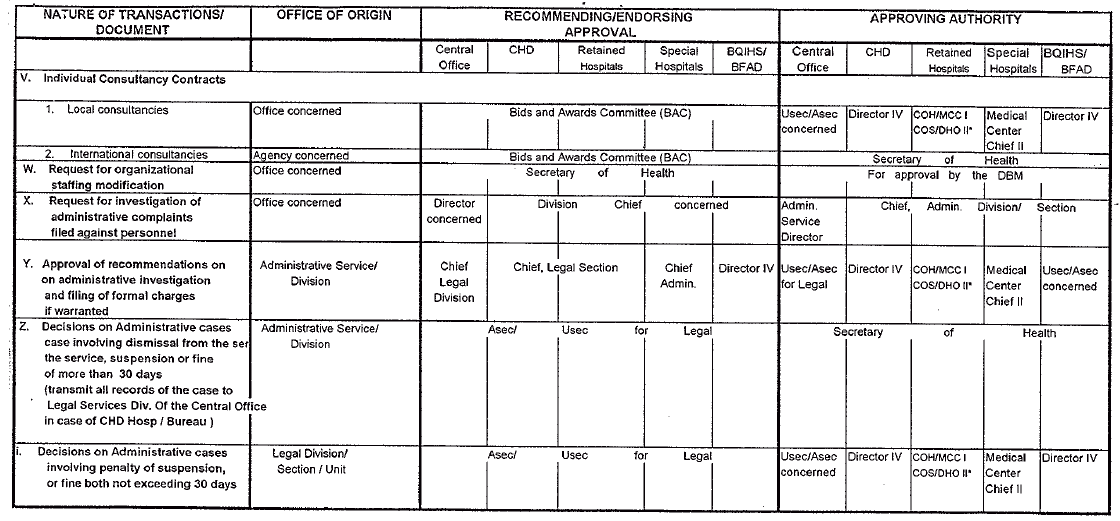 NATURE OF TRANSACTIONS/ DOCUMENT
OFFICE OF ORIGIN
RECOMMENDING/ENDORSING APPROVAL
APPROVING AUTHORITY
Central Office
CHD
Retained Hospitals
Special Hospitals
BQIHS/ BFAD
Central Office
CHD
Retained Hospitals
Special Hospitals
BQIHS/ BFAD
V. Individual Consultancy Contracts
1. Local consultancies
Office concerned
Bids and Awards Committee (BAC)
Usec/Asec concerned
Director IV
COH/MCC I COS/DHO II*
Medical Center Chief II
Director IV
2. International consultancies
Agency concerned
Bids and Awards Committee (BAC)
Secretary of Health
W. Request for organizational staffing modification
Office concerned
Secretary of Health
For approval by the DBM
X. Request for investigation of administrative complaints filed against personnel
Office concerned
Director concerned
Division Chief concerned
Admin. Service Director
Chief, Admin. Division/ Section
Y. Approval of recommendations on on administrative investigation and filing of formal charges if warranted
Administrative Service/ Division
Chief Legal Division
Chief, Legal Section
Chief Admin.
Director IV
Usec/Asec for Legal
Director IV
COH/MCC I COS/DHO II*
Medical Center Chief II
Usec/Asec concerned
Z. Decisions on Administrative cases case involving dismissal from the ser the service, suspension or fine of more than 30 days (transmit all records of the case to Legal Services Div. Of the Central Office in case of CHD Hosp / Bureau )
Administrative Service/ Division
Asec/ Usec for Legal
Secretary of Health
i. Decisions on Administrative cases involving penalty of suspension, or fine both not exceeding 30 days
Legal Division/ Section / Unit
Asec/ Usec for Legal
Usec/Asec concerned
Director IV
COH/MCC I COS/DHO II*
Medical Center Chief II
Director IV